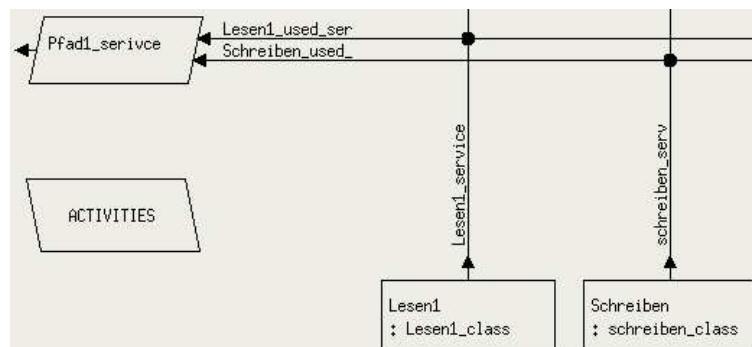 Lesen1_used_ser
Pfad1_serivce
Schreiben_used_
Lesen1_service
schreiben_serv
ACTIVITIES
Lesen1
: Lesen1_class
Schreiben
: schreiben_class